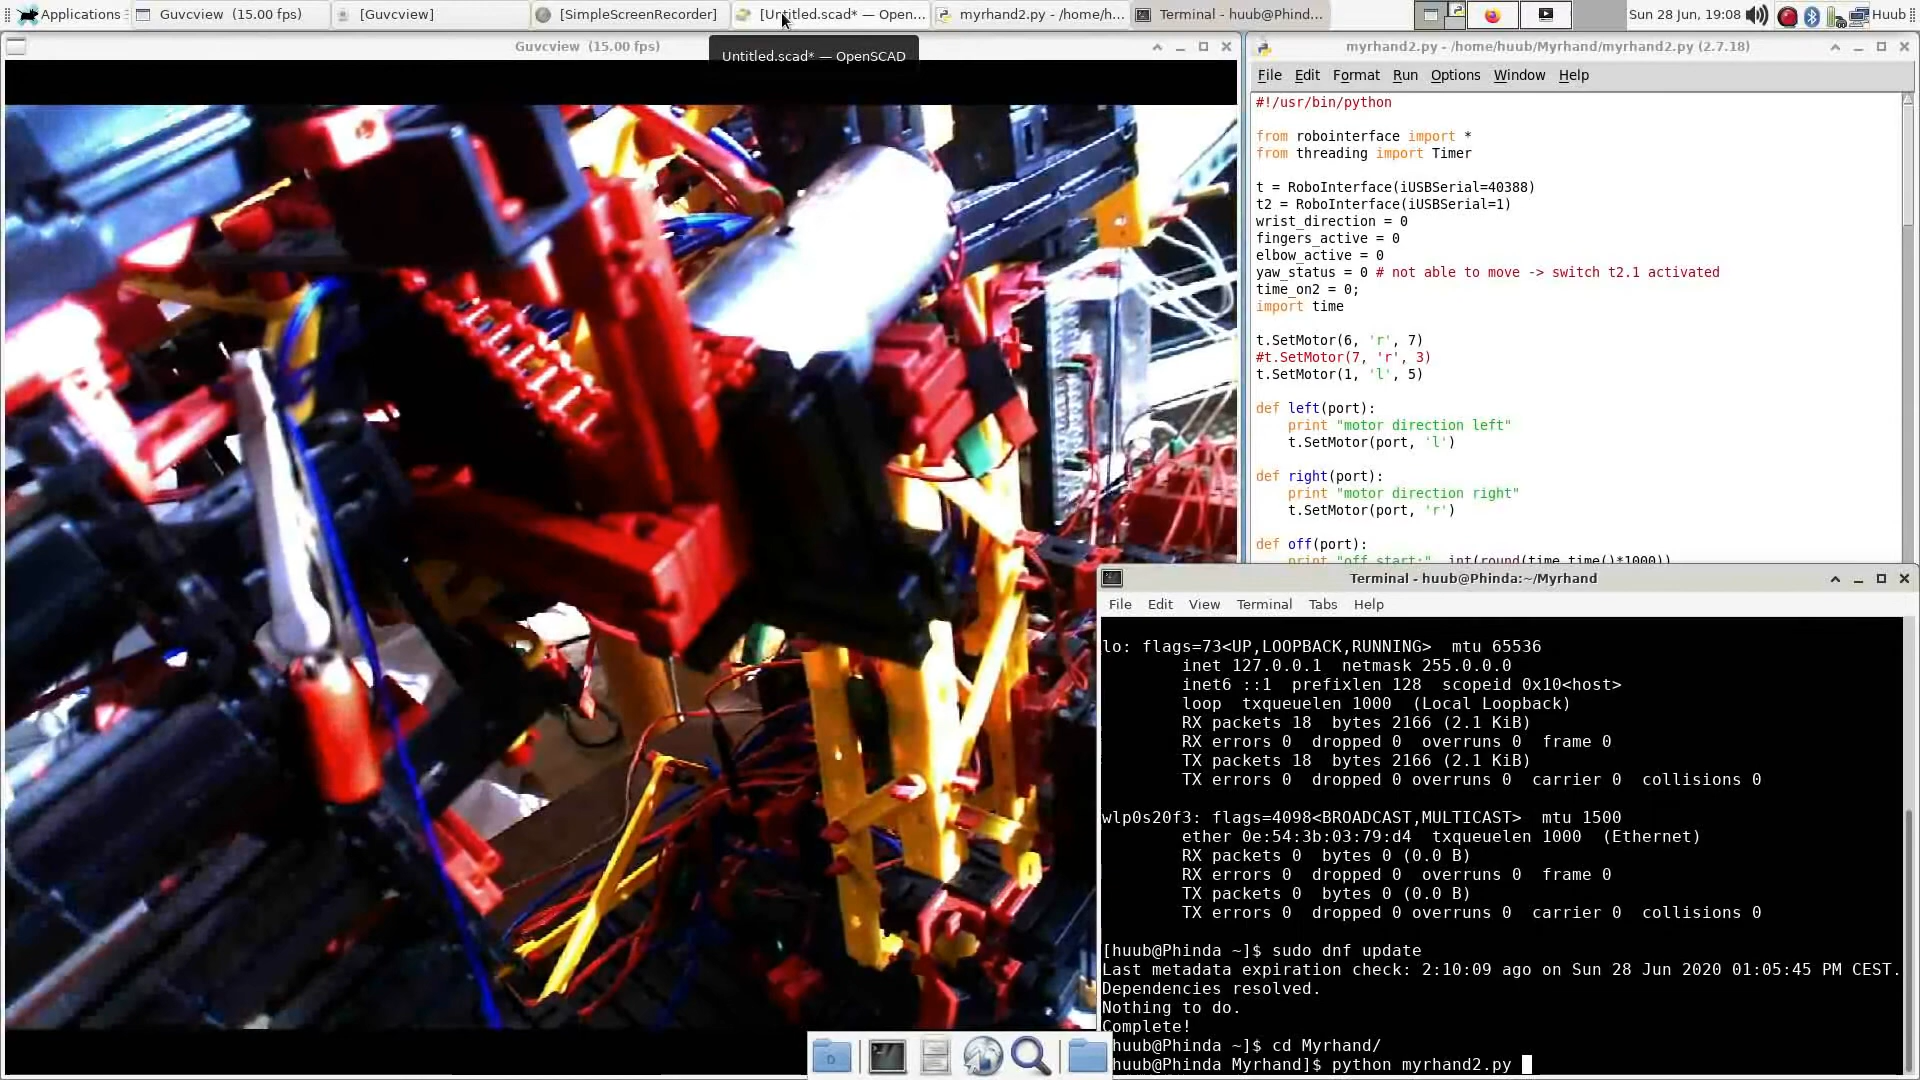 Applications
Guvcview (15.00 fps)
[Guvcview]
[SimpleScreenRecorder]
[Untitled.scad* — Open...
myrhand2.py - /home/h...
Terminal - huub@Phind...
Sun 28 Jun, 19:08
Huub
Guvcview (15.00 fps)
Untitled.scad* — OpenSCAD
myrhand2.py - /home/huub/Myrhand/myrhand2.py (2.7.18)
File Edit Format Run Options Window Help
#!/usr/bin/python
from robointerface import *
from threading import Timer
t = RoboInterface(iUSBSerial=40388)
t2 = RoboInterface(iUSBSerial=1)
wrist_direction = 0
fingers_active = 0
elbow_active = 0
yaw_status = 0 # not able to move -> switch t2.1 activated
time_on2 = 0;
import time
t.SetMotor(6, 'r', 7)
#t.SetMotor(7, 'r', 3)
t.SetMotor(1, 'l', 5)
def left(port):
    print "motor direction left"
    t.SetMotor(port, 'l')
def right(port):
    print "motor direction right"
    t.SetMotor(port, 'r')
def off(port):
    print "off start:", int(round(time.time()*1000))
Terminal - huub@Phinda:~/Myrhand
File Edit View Terminal Tabs Help
lo: flags=73<UP,LOOPBACK,RUNNING>  mtu 65536
        inet 127.0.0.1  netmask 255.0.0.0
        inet6 ::1  prefixlen 128  scopeid 0x10<host>
        loop  txqueuelen 1000  (Local Loopback)
        RX packets 18  bytes 2166 (2.1 KiB)
        RX errors 0  dropped 0  overruns 0  frame 0
        TX packets 18  bytes 2166 (2.1 KiB)
        TX errors 0  dropped 0 overruns 0  carrier 0  collisions 0
wlp0s20f3: flags=4098<BROADCAST,MULTICAST>  mtu 1500
        ether 0e:54:3b:03:79:d4  txqueuelen 1000  (Ethernet)
        RX packets 0  bytes 0 (0.0 B)
        RX errors 0  dropped 0  overruns 0  frame 0
        TX packets 0  bytes 0 (0.0 B)
        TX errors 0  dropped 0 overruns 0  carrier 0  collisions 0
[huub@Phinda ~]$ sudo dnf update
Last metadata expiration check: 2:10:09 ago on Sun 28 Jun 2020 01:05:45 PM CEST.
Dependencies resolved.
Nothing to do.
Complete!
huub@Phinda ~]$ cd Myrhand/
huub@Phinda Myrhand]$ python myrhand2.py